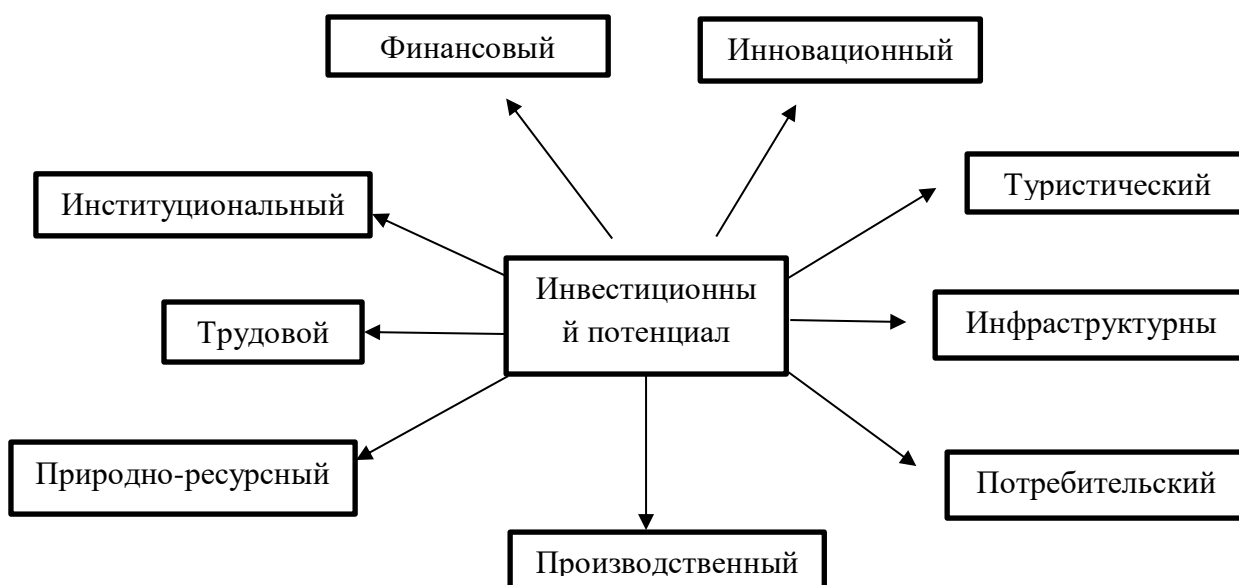 Финансовый
Инновационный
Институциональный
Туристический
Инвестиционны
й потенциал
Трудовой
Инфраструктурны
Природно-ресурсный
Потребительский
Производственный